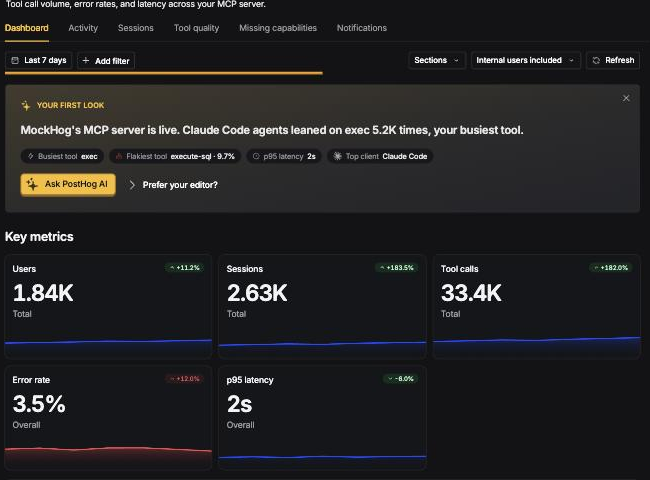 Tool call volume, error rates, and latency across your MCP server.
Dashboard Activity Sessions Tool quality Missing capabilities Notifications
Last 7 days + Add filter Sections Internal users included Refresh
YOUR FIRST LOOK
MockHog's MCP server is live. Claude Code agents leaned on exec 5.2K times, your busiest tool.
Busiest tool exec Flakiest tool execute-sql · 9.7% p95 latency 2s Top client Claude Code
Ask PostHog AI Prefer your editor?
Key metrics
Users +11.2% Sessions +183.5% Tool calls +182.0%
1.84K 2.63K 33.4K
Total Total Total
Error rate +12.0% p95 latency -6.0%
3.5% 2s
Overall Overall